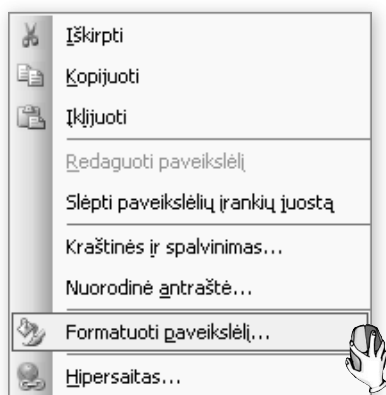 Iškirpti
Kopijuoti
Įklijuoti
Redaguoti paveikslėlį
Slėpti paveikslėlių įrankių juostą
Kraštinės ir spalvinimas...
Nuorodinė antraštė...
Formatuoti paveikslėlį...
Hipersaitas...